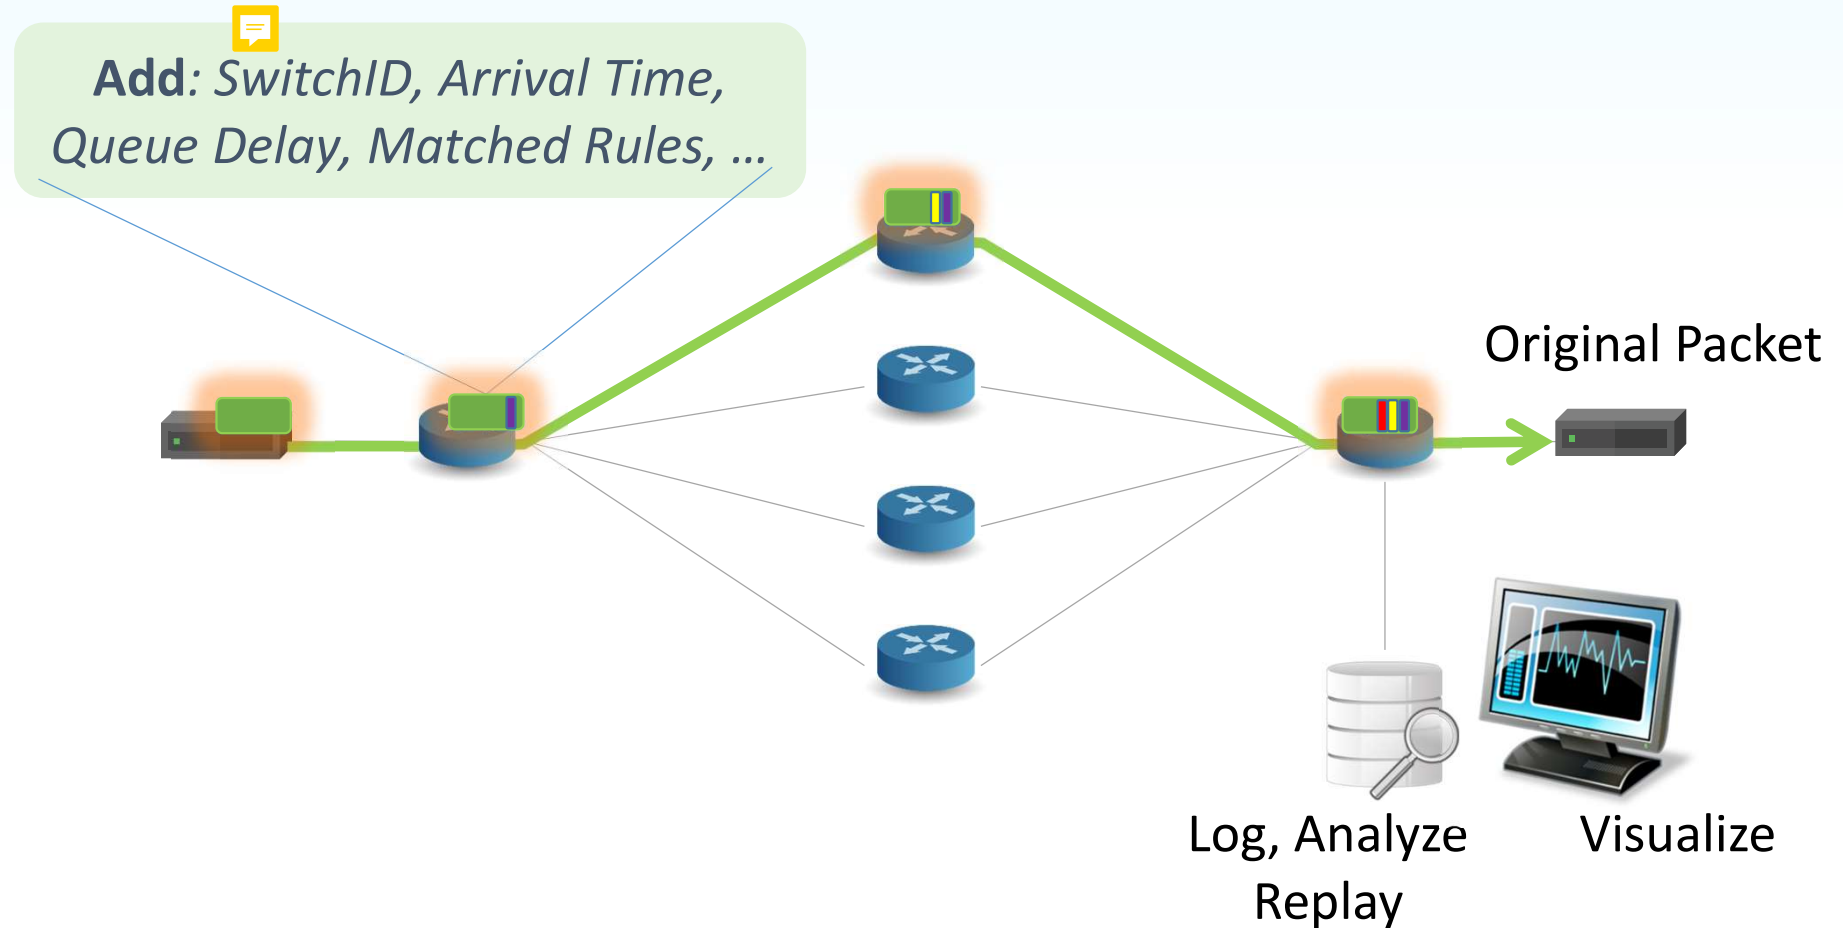 Add: SwitchID, Arrival Time,
Queue Delay, Matched Rules, ...
Original Packet
Log, Analyze
Replay
Visualize